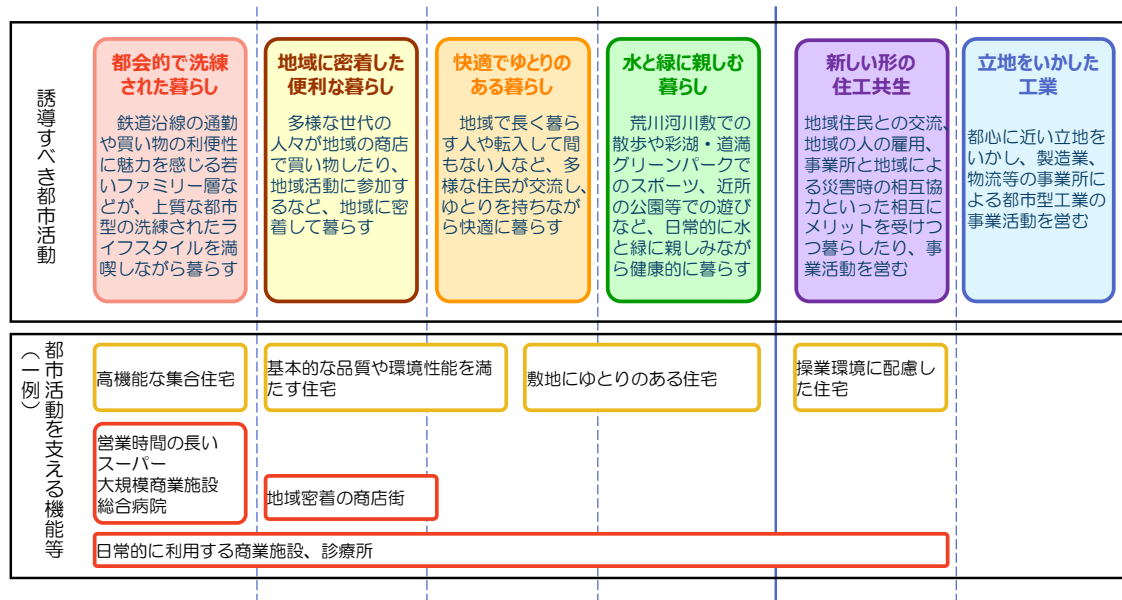 誘導すべき都市活動
都会的で洗練
された暮らし
鉄道沿線の通勤
や買い物の利便性
に魅力を感じる若
いファミリー層な
どが、上質な都市
型の洗練されたラ
イフスタイルを満
喫しながら暮らす
地域に密着した
便利な暮らし
多様な世代の
人々が地域の商店
で買い物したり、
地域活動に参加す
るなど、地域に密
着して暮らす
快適でゆとりの
ある暮らし
地域で長く暮ら
す人や転入して間
もない人など、多
様な住民が交流し、
ゆとりを持ちなが
ら快適に暮らす
水と緑に親しむ
暮らし
荒川河川敷での
散歩や彩湖・道満
グリーンパークで
のスポーツ、近所
の公園等での遊び
など、日常的に水
と緑に親しみなが
ら健康的に暮らす
新しい形の
住工共生
地域住民との交流、
地域の人の雇用、
事業所と地域によ
る災害時の相互協
力といった相互に
メリットを受けつ
つ暮らしたり、事
業活動を営む
立地をいかした
工業
都心に近い立地を
いかし、製造業、
物流等の事業所に
よる都市型工業の
事業活動を営む
都市活動を支える機能等
（一例）
高機能な集合住宅
基本的な品質や環境性能を満
たす住宅
敷地にゆとりのある住宅
操業環境に配慮し
た住宅
営業時間の長い
スーパー
大規模商業施設
総合病院
地域密着の商店街
日常的に利用する商業施設、診療所